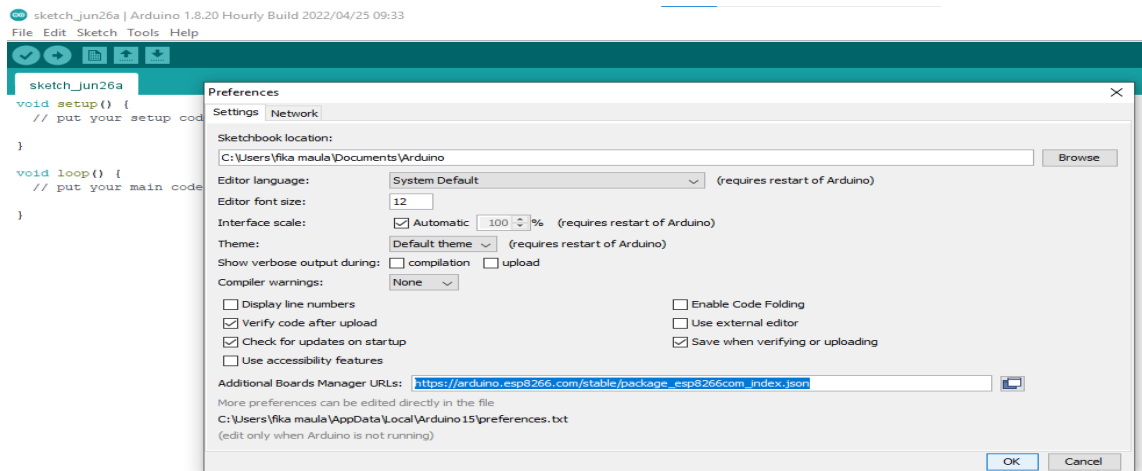 sketch_jun26a | Arduino 1.8.20 Hourly Build 2022/04/25 09:33
File Edit Sketch Tools Help
sketch_jun26a
void setup() {
// put your setup cod
}
void loop() {
// put your main code
}
Preferences
Settings Network
Sketchbook location:
C:\Users\fika maula\Documents\Arduino Browse
Editor language: System Default (requires restart of Arduino)
Editor font size: 12
Interface scale: Automatic 100 % (requires restart of Arduino)
Theme: Default theme (requires restart of Arduino)
Show verbose output during: compilation upload
Compiler warnings: None
Display line numbers Enable Code Folding
Verify code after upload Use external editor
Check for updates on startup Save when verifying or uploading
Use accessibility features
Additional Boards Manager URLs: https://arduino.esp8266.com/stable/package_esp8266com_index.json
More preferences can be edited directly in the file
C:\Users\fika maula\AppData\Local\Arduino15\preferences.txt
(edit only when Arduino is not running)
OK Cancel